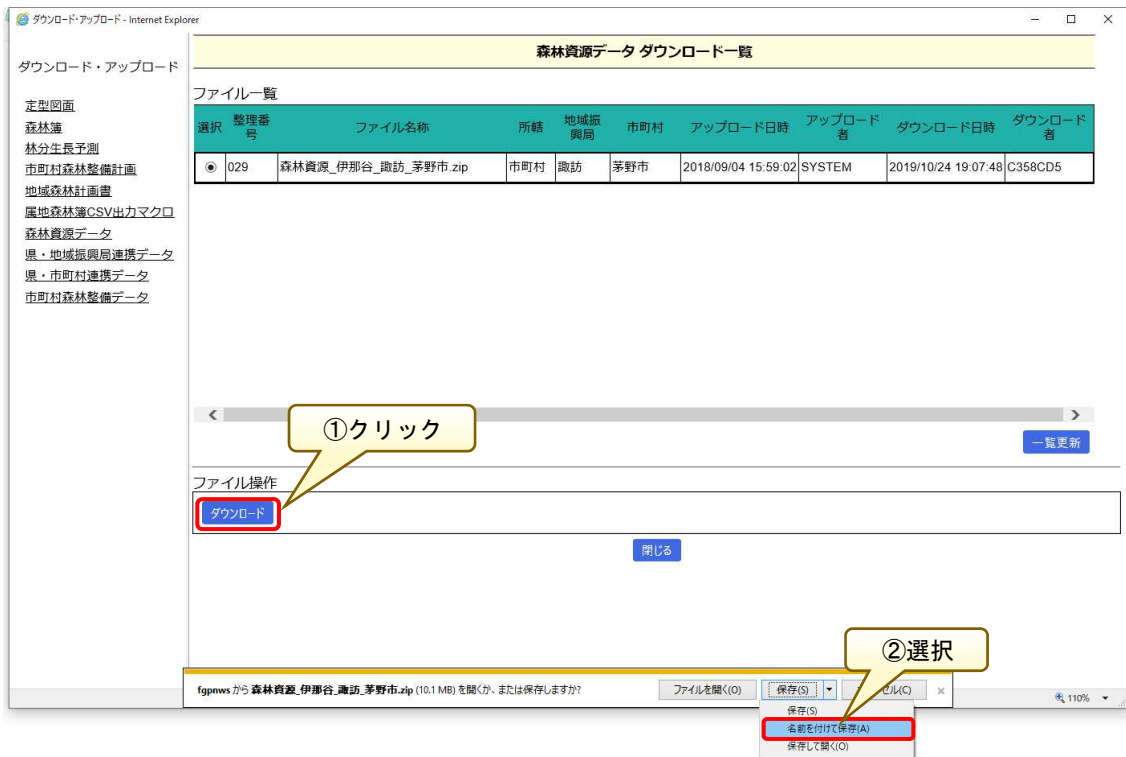 ダウンロード・アップロード - Internet Explorer
ダウンロード・アップロード
定型図面
森林簿
林分生長予測
市町村森林整備計画
地域森林計画書
属地森林簿CSV出力マクロ
森林資源データ
県・地域振興局連携データ
県・市町村連携データ
市町村森林整備データ
森林資源データ ダウンロード一覧
ファイル一覧
選択 整理番号 ファイル名称 所轄 地域振興局 市町村 アップロード日時 アップロード者 ダウンロード日時 ダウンロード者
029 森林資源_伊那谷_諏訪_茅野市.zip 市町村 諏訪 茅野市 2018/09/04 15:59:02 SYSTEM 2019/10/24 19:07:48 C358CD5
①クリック
一覧更新
ファイル操作
ダウンロード
閉じる
②選択
fgpnws から 森林資源_伊那谷_諏訪_茅野市.zip (10.1 MB) を開くか、または保存しますか?
ファイルを開く(O) 保存(S) セル(C) ×
110%
保存(S)
名前を付けて保存(A)
保存して開く(O)